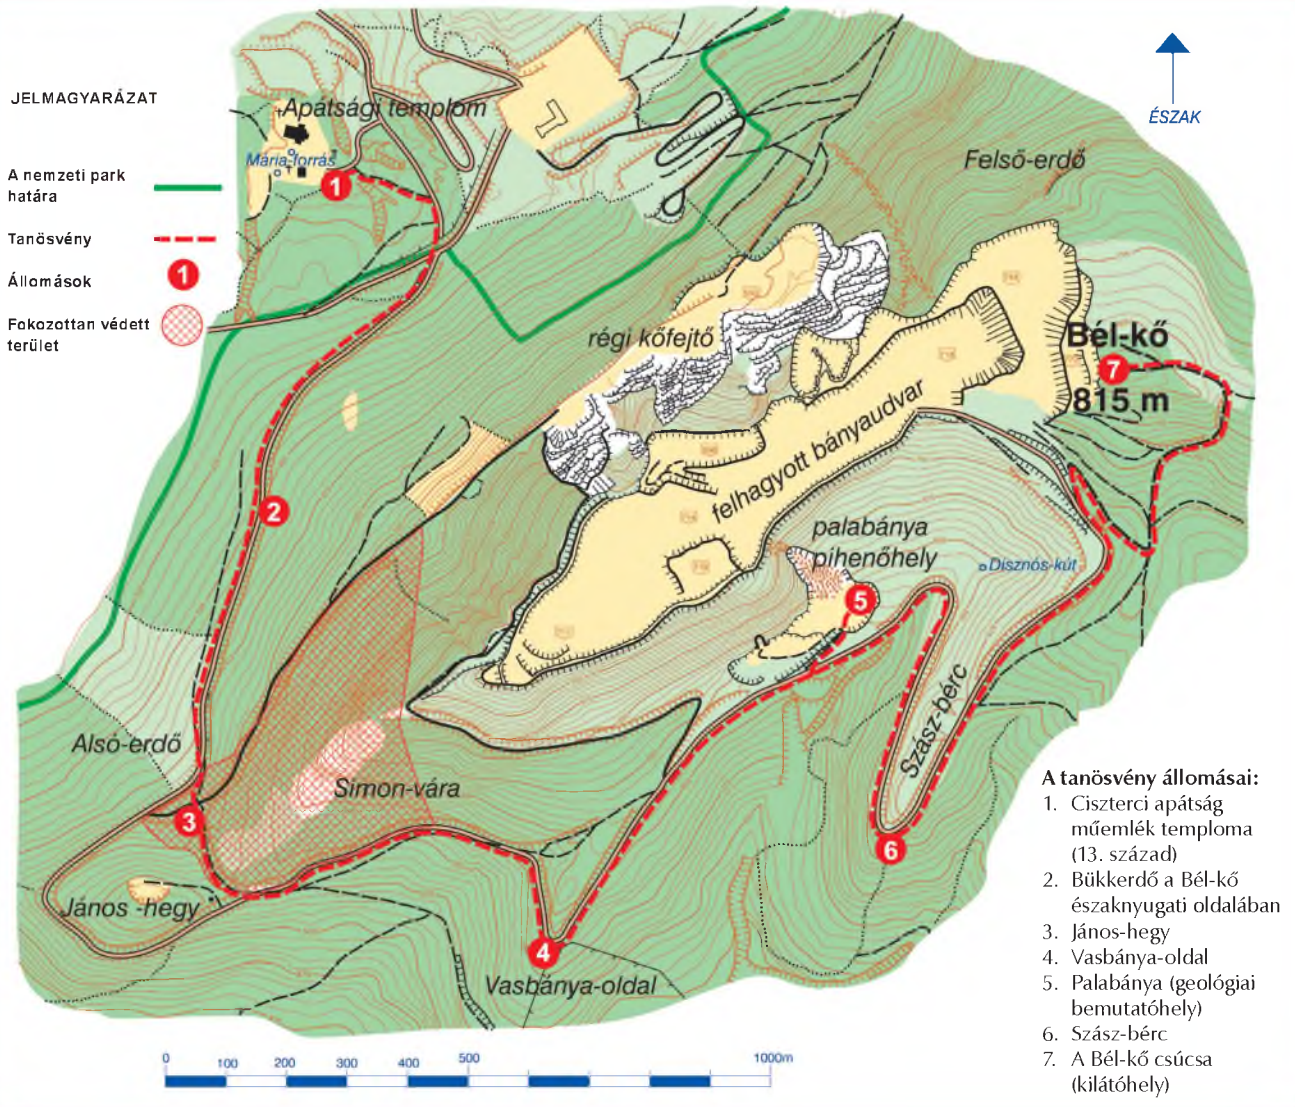 JELMAGYARÁZAT
A nemzeti park
határa
Tanösvény
Állomások
1
Fokozottan védett
terület
Apátsági templom
Mária-forrás
1
ÉSZAK
Felső-erdő
régi kőfejtő
Bél-kő
7
815 m
felhagyott bányaudvar
2
palabánya
pihenőhely
Disznós-kút
5
Szász-bérc
Alsó-erdő
Simon-vára
3
6
János -hegy
4
Vasbánya-oldal
A tanösvény állomásai:
1. Ciszterci apátság
műemlék temploma
(13. század)
2. Bükkerdő a Bél-kő
északnyugati oldalában
3. János-hegy
4. Vasbánya-oldal
5. Palabánya (geológiai
bemutatóhely)
6. Szász-bérc
7. A Bél-kő csúcsa
(kilátóhely)
0 100 200 300 400 500 1000m